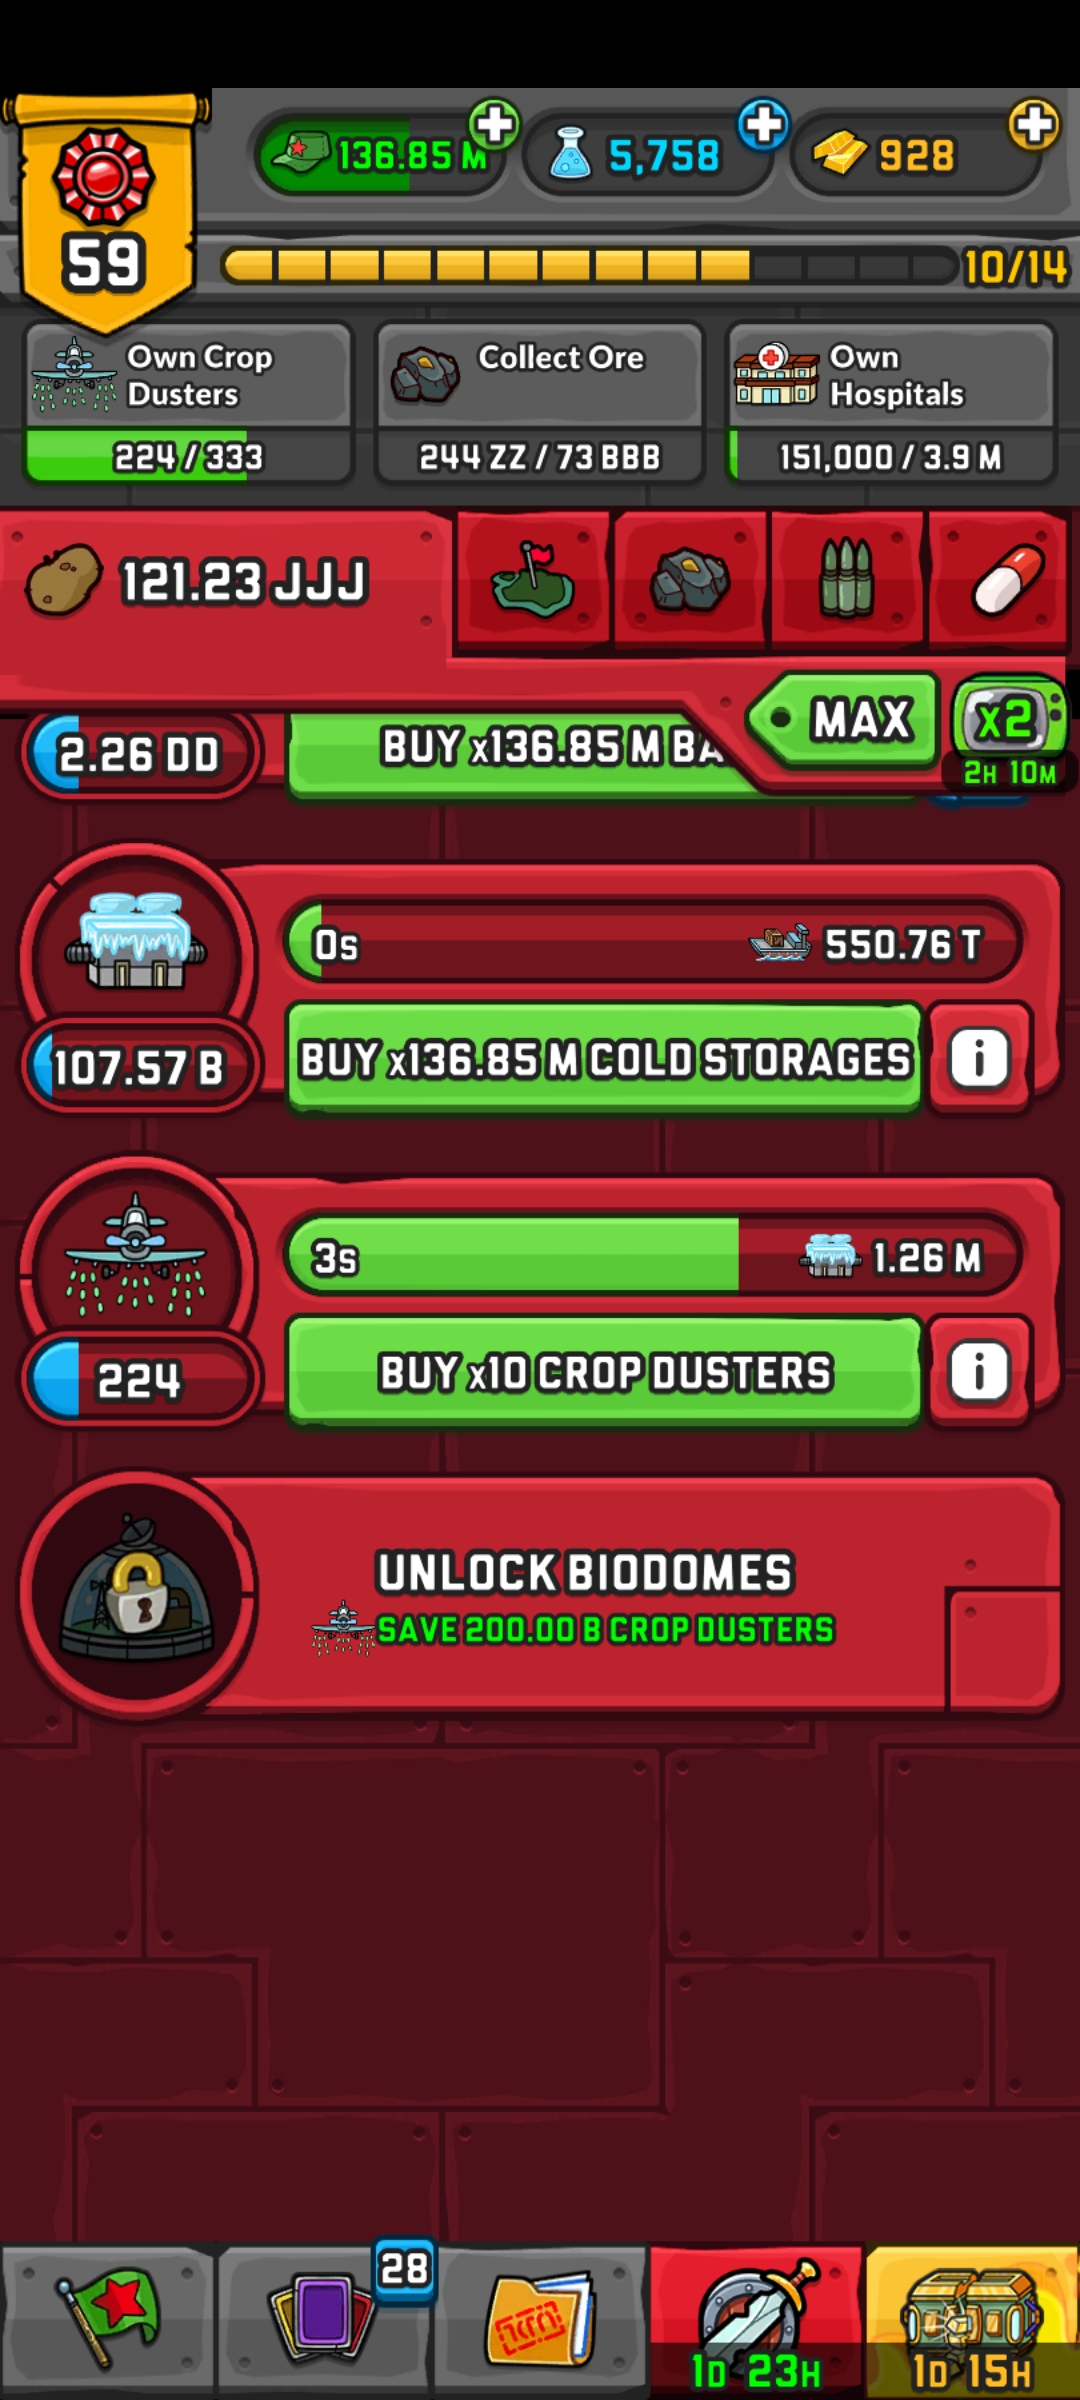 136.85 M
5,758
928
59
10/14
Own Crop
Dusters
224 / 333
Collect Ore
244 ZZ / 73 BBB
Own
Hospitals
151,000 / 3.9 M
121.23 JJJ
MAX
x2
2H 10M
2.26 DD
BUY x136.85 M BA
0s
550.76 T
107.57 B
BUY x136.85 M COLD STORAGES
i
3s
1.26 M
224
BUY x10 CROP DUSTERS
i
UNLOCK BIODOMES
SAVE 200.00 B CROP DUSTERS
28
1D 23H
1D 15H